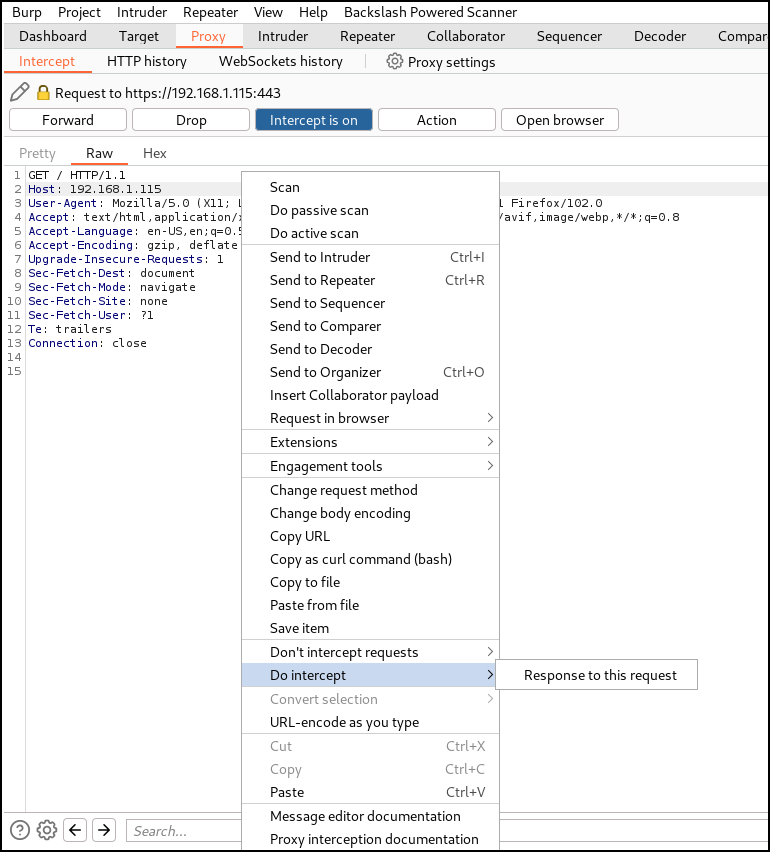 Burp Project Intruder Repeater View Help Backslash Powered Scanner
Dashboard Target Proxy Intruder Repeater Collaborator Sequencer Decoder Compar
Intercept HTTP history WebSockets history Proxy settings
Request to https://192.168.1.115:443
Forward Drop Intercept is on Action Open browser
Pretty Raw Hex
1 GET / HTTP/1.1
2 Host: 192.168.1.115
3 User-Agent: Mozilla/5.0 (X11; L 1 Firefox/102.0
4 Accept: text/html,application/x /avif,image/webp,*/*;q=0.8
5 Accept-Language: en-US,en;q=0.5
6 Accept-Encoding: gzip, deflate
7 Upgrade-Insecure-Requests: 1
8 Sec-Fetch-Dest: document
9 Sec-Fetch-Mode: navigate
10 Sec-Fetch-Site: none
11 Sec-Fetch-User: ?1
12 Te: trailers
13 Connection: close
14
15
Scan
Do passive scan
Do active scan
Send to Intruder Ctrl+I
Send to Repeater Ctrl+R
Send to Sequencer
Send to Comparer
Send to Decoder
Send to Organizer Ctrl+O
Insert Collaborator payload
Request in browser
Extensions
Engagement tools
Change request method
Change body encoding
Copy URL
Copy as curl command (bash)
Copy to file
Paste from file
Save item
Don't intercept requests
Do intercept
Response to this request
Convert selection
URL-encode as you type
Cut Ctrl+X
Copy Ctrl+C
Paste Ctrl+V
Message editor documentation
Proxy interception documentation
Search...